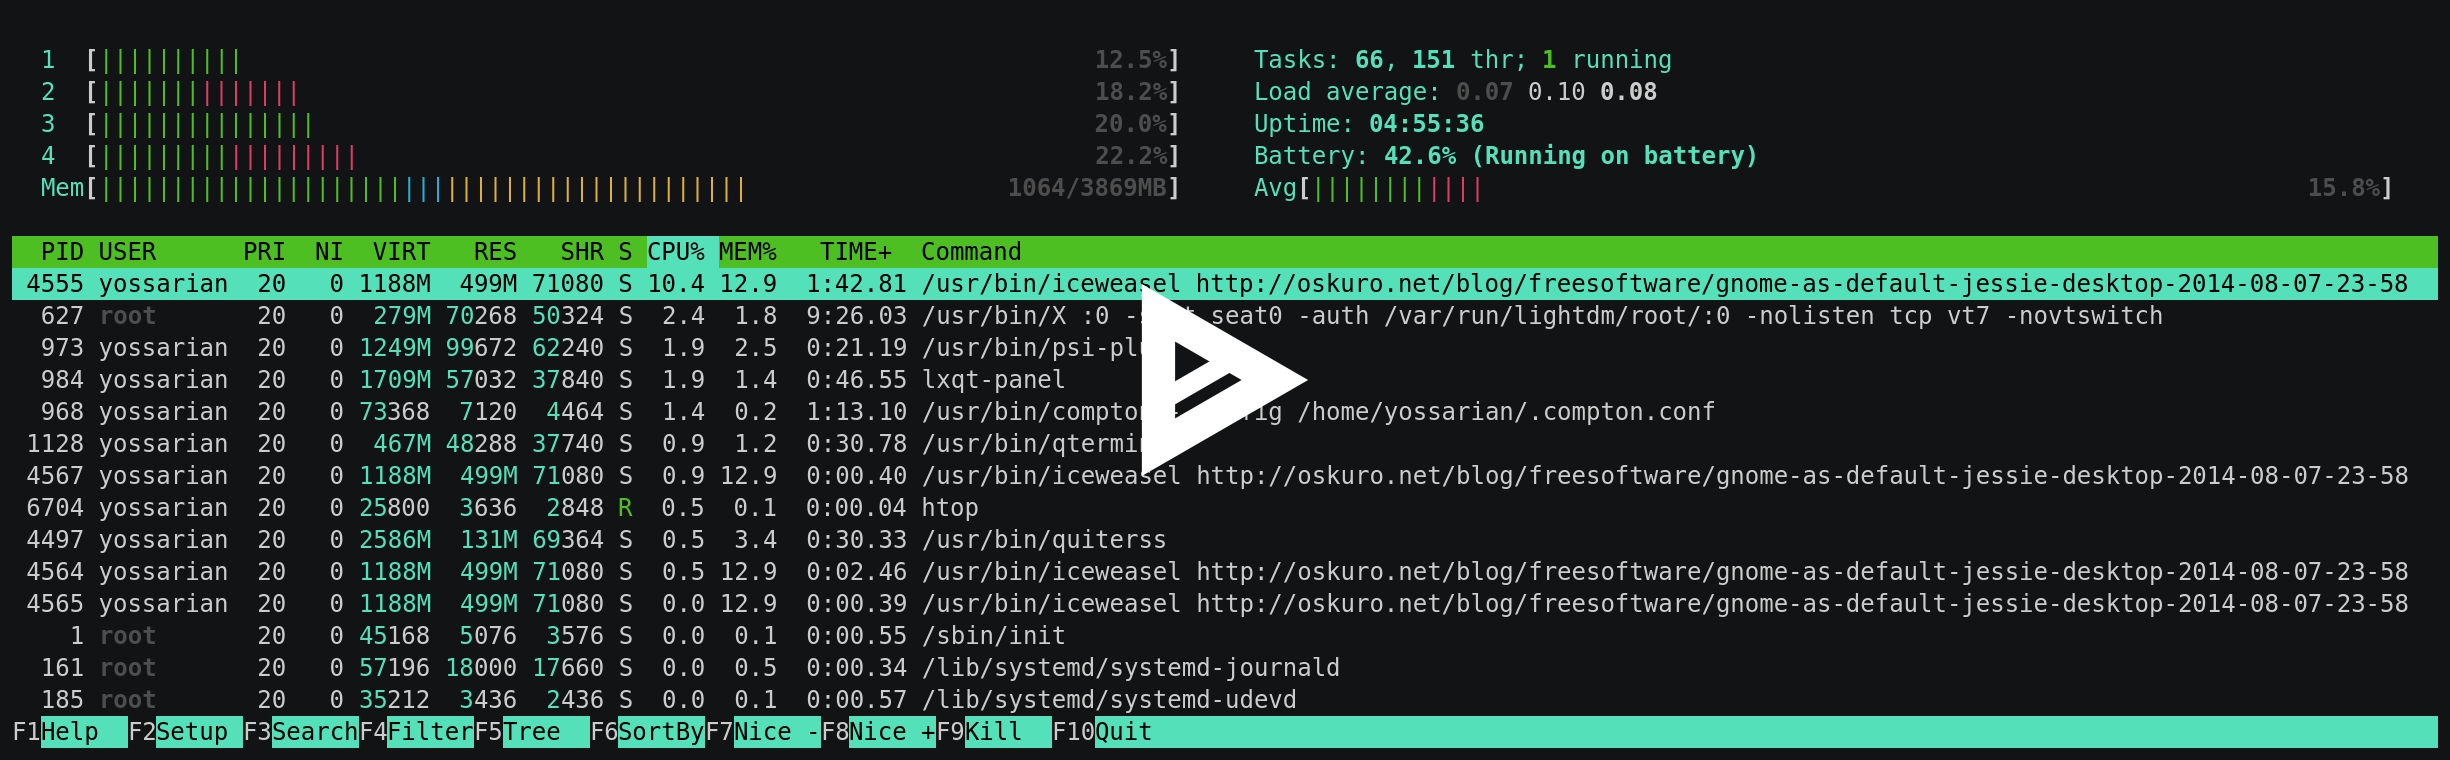 1 [|||||||||| 12.5%] Tasks: 66, 151 thr; 1 running
2 [|||||||||||||| 18.2%] Load average: 0.07 0.10 0.08
3 [||||||||||||||| 20.0%] Uptime: 04:55:36
4 [|||||||||||||||||| 22.2%] Battery: 42.6% (Running on battery)
Mem[||||||||||||||||||||||||||||||||||||||||||||| 1064/3869MB] Avg[|||||||||||| 15.8%]
PID USER PRI NI VIRT RES SHR S CPU% MEM% TIME+ Command
4555 yossarian 20 0 1188M 499M 71080 S 10.4 12.9 1:42.81 /usr/bin/iceweasel http://oskuro.net/blog/freesoftware/gnome-as-default-jessie-desktop-2014-08-07-23-58
627 root 20 0 279M 70268 50324 S 2.4 1.8 9:26.03 /usr/bin/X :0 seat0 -auth /var/run/lightdm/root/:0 -nolisten tcp vt7 -novtswitch
973 yossarian 20 0 1249M 99672 62240 S 1.9 2.5 0:21.19 /usr/bin/psi-plu
984 yossarian 20 0 1709M 57032 37840 S 1.9 1.4 0:46.55 lxqt-panel
968 yossarian 20 0 73368 7120 4464 S 1.4 0.2 1:13.10 /usr/bin/compton /home/yossarian/.compton.conf
1128 yossarian 20 0 467M 48288 37740 S 0.9 1.2 0:30.78 /usr/bin/qtermin
4567 yossarian 20 0 1188M 499M 71080 S 0.9 12.9 0:00.40 /usr/bin/iceweasel http://oskuro.net/blog/freesoftware/gnome-as-default-jessie-desktop-2014-08-07-23-58
6704 yossarian 20 0 25800 3636 2848 R 0.5 0.1 0:00.04 htop
4497 yossarian 20 0 2586M 131M 69364 S 0.5 3.4 0:30.33 /usr/bin/quiterss
4564 yossarian 20 0 1188M 499M 71080 S 0.5 12.9 0:02.46 /usr/bin/iceweasel http://oskuro.net/blog/freesoftware/gnome-as-default-jessie-desktop-2014-08-07-23-58
4565 yossarian 20 0 1188M 499M 71080 S 0.0 12.9 0:00.39 /usr/bin/iceweasel http://oskuro.net/blog/freesoftware/gnome-as-default-jessie-desktop-2014-08-07-23-58
1 root 20 0 45168 5076 3576 S 0.0 0.1 0:00.55 /sbin/init
161 root 20 0 57196 18000 17660 S 0.0 0.5 0:00.34 /lib/systemd/systemd-journald
185 root 20 0 35212 3436 2436 S 0.0 0.1 0:00.57 /lib/systemd/systemd-udevd
F1Help F2Setup F3SearchF4FilterF5Tree F6SortByF7Nice -F8Nice +F9Kill F10Quit